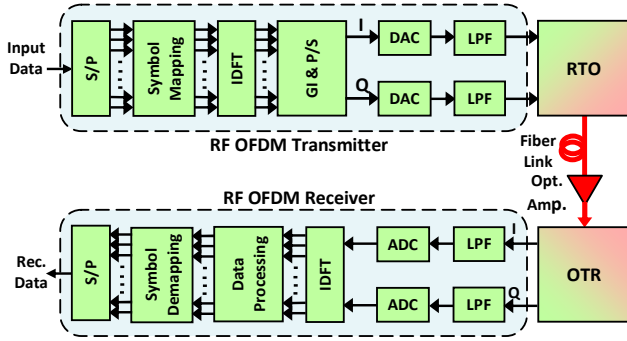 Input
Data
S/P
Symbol
Mapping
IDFT
GI & P/S
I
Q
DAC
LPF
DAC
LPF
RTO
RF OFDM Transmitter
Fiber
Link
Opt.
Amp.
RF OFDM Receiver
Rec.
Data
S/P
Symbol
Demapping
Data
Processing
IDFT
ADC
LPF
I
ADC
LPF
Q
OTR